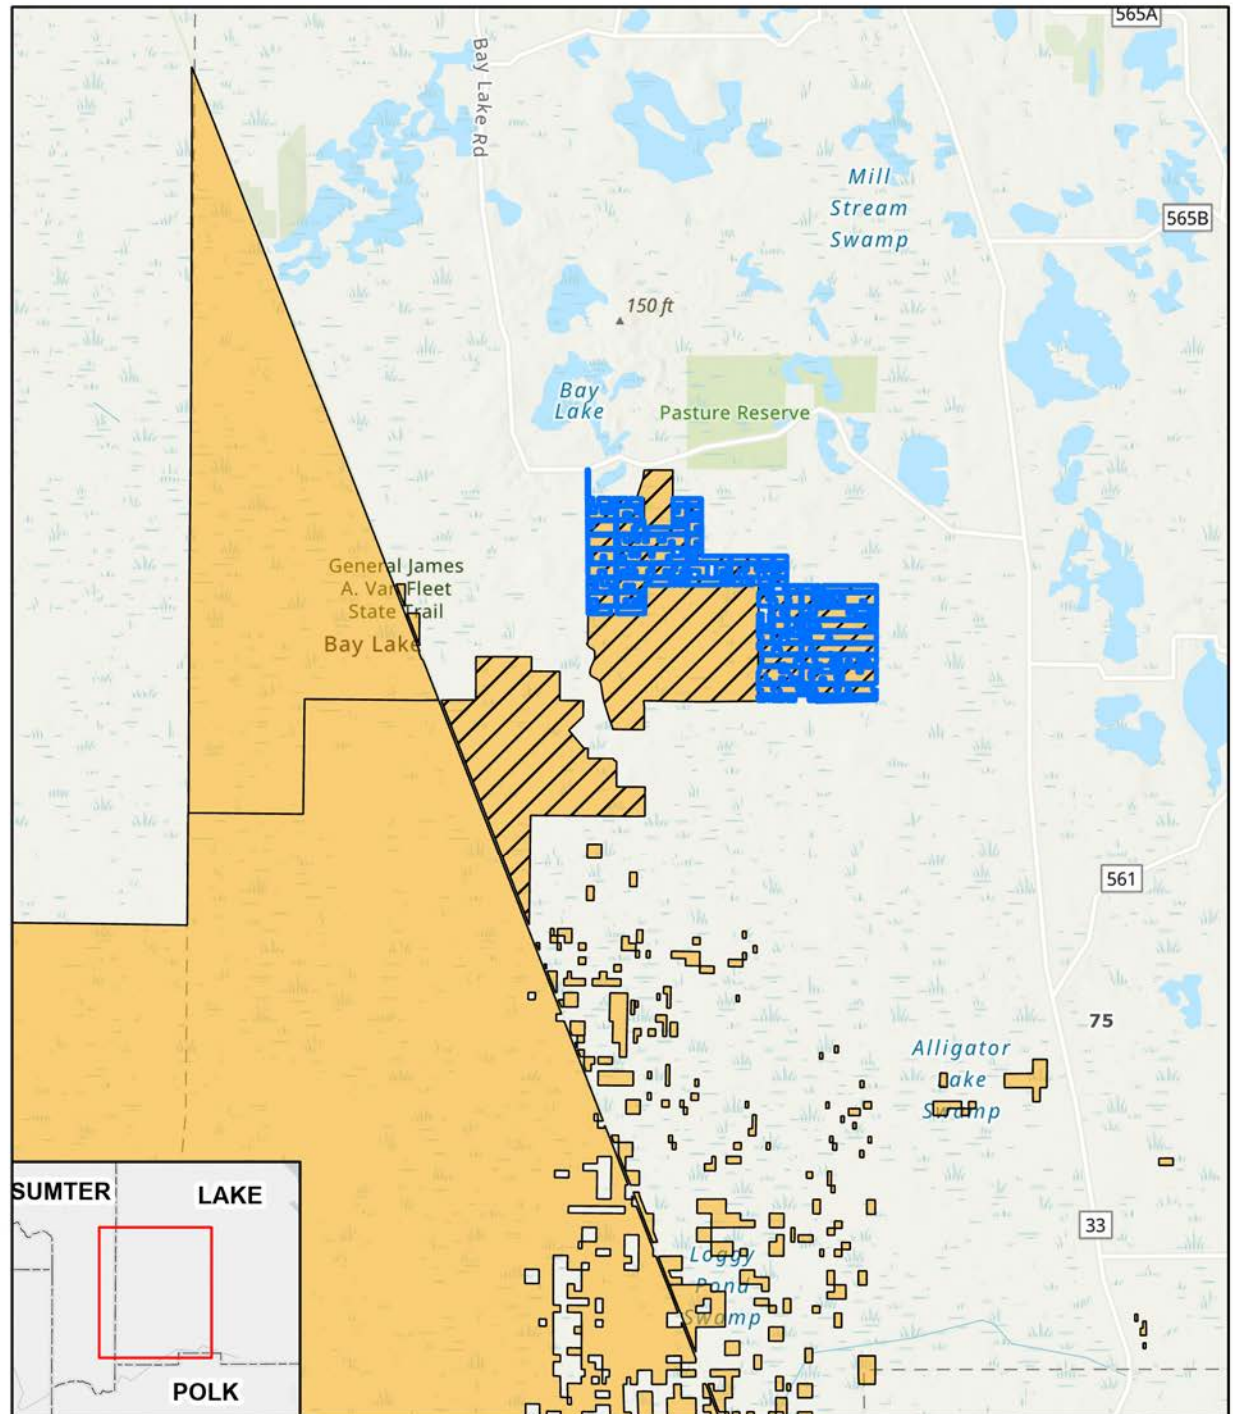 565A
Bay Lake Rd
Mill
Stream
Swamp
565B
150 ft
Bay
Lake
Pasture Reserve
General James
A. Van Fleet
State Trail
Bay Lake
561
75
Alligator
Lake
Swamp
33
Loggy
Pond
Swamp
SUMTER
LAKE
POLK